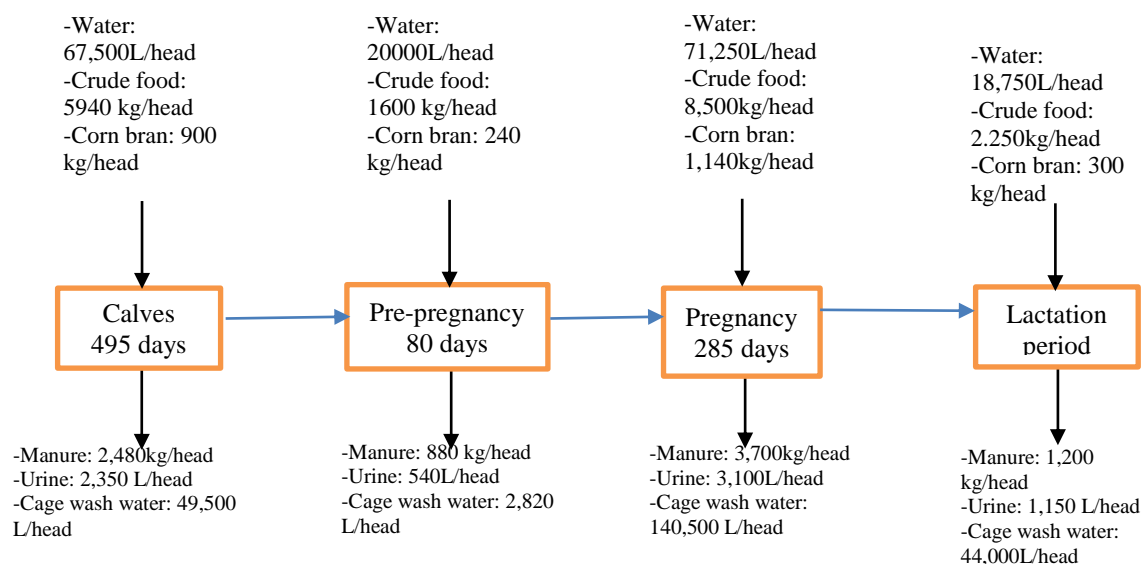 -Water:
67,500L/head
-Crude food:
5940 kg/head
-Corn bran: 900
kg/head
-Water:
20000L/head
-Crude food:
1600 kg/head
-Corn bran: 240
kg/head
-Water:
71,250L/head
-Crude food:
8,500kg/head
-Corn bran:
1,140kg/head
-Water:
18,750L/head
-Crude food:
2.250kg/head
-Corn bran: 300
kg/head
Calves
495 days
Pre-pregnancy
80 days
Pregnancy
285 days
Lactation
period
-Manure: 2,480kg/head
-Urine: 2,350 L/head
-Cage wash water: 49,500
L/head
-Manure: 880 kg/head
-Urine: 540L/head
-Cage wash water: 2,820
L/head
-Manure: 3,700kg/head
-Urine: 3,100L/head
-Cage wash water:
140,500 L/head
-Manure: 1,200
kg/head
-Urine: 1,150 L/head
-Cage wash water:
44,000L/head